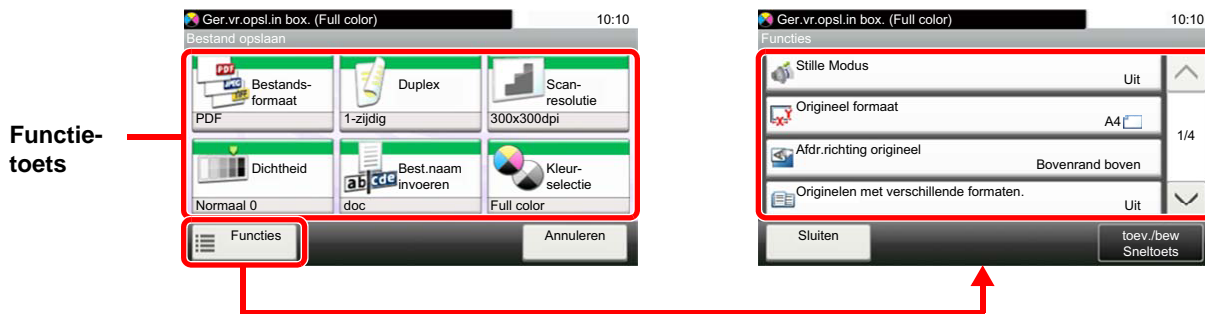 Ger.vr.opsl.in box. (Full color) 10:10
Bestand opslaan
Bestands-
formaat
PDF
Duplex
1-zijdig
Scan-
resolutie
300x300dpi
Dichtheid
Normaal 0
ab cde
Best.naam
invoeren
doc
Kleur-
selectie
Full color
Functies
Annuleren
Functie-
toets
Ger.vr.opsl.in box. (Full color) 10:10
Functies
Stille Modus
Uit
Origineel formaat
A4
Afdr.richting origineel
Bovenrand boven
Originelen met verschillende formaten.
Uit
1/4
Sluiten
toev./bew
Sneltoets